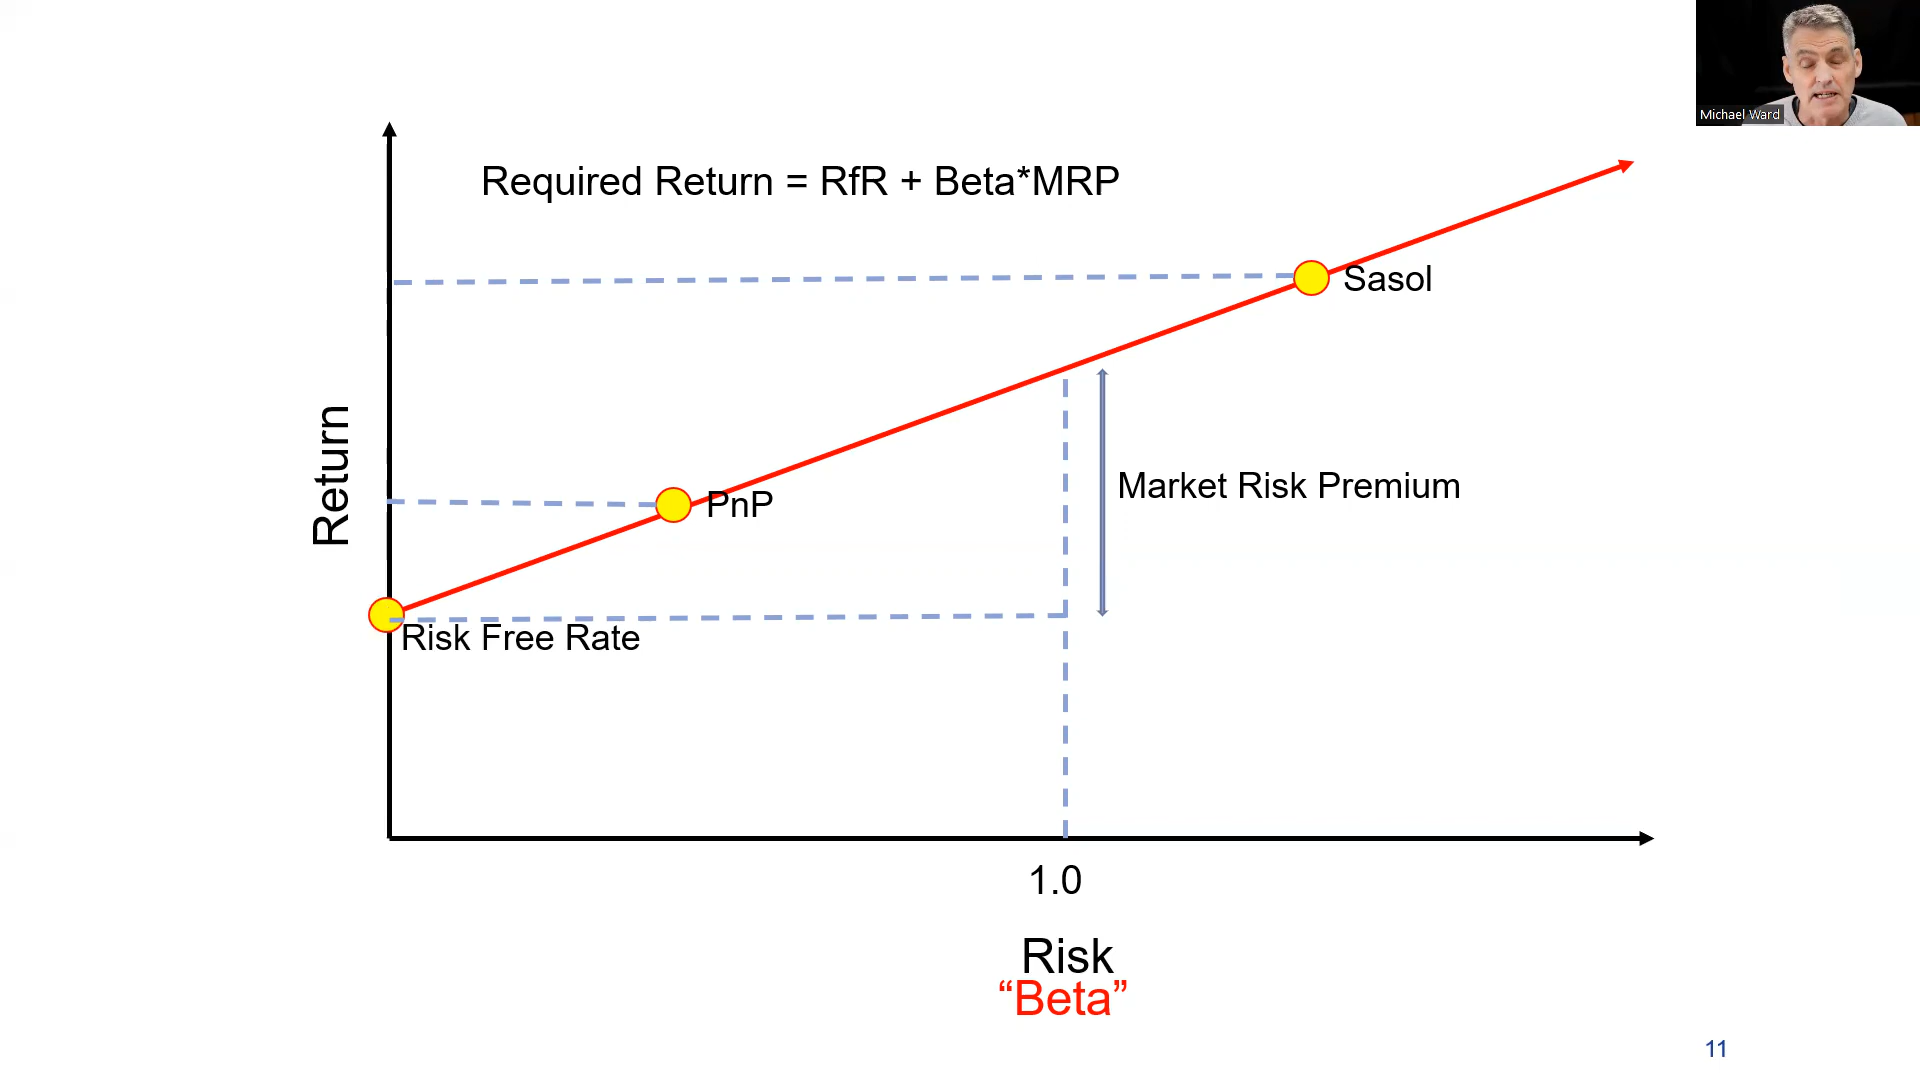 Michael Ward
Required Return = RfR + Beta*MRP
Sasol
Return
Market Risk Premium
PnP
Risk Free Rate
1.0
Risk
“Beta”
11